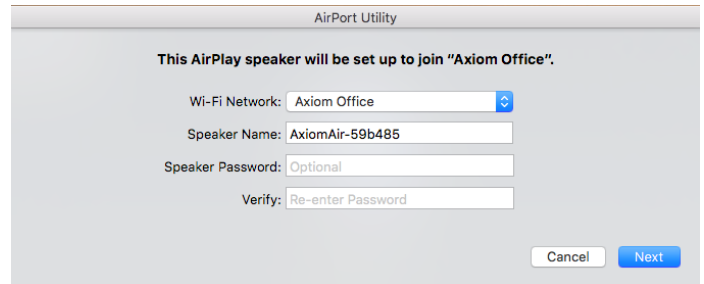 AirPort Utility
This AirPlay speaker will be set up to join “Axiom Office”.
Wi-Fi Network: Axiom Office
Speaker Name: AxiomAir-59b485
Speaker Password: Optional
Verify: Re-enter Password
Cancel Next